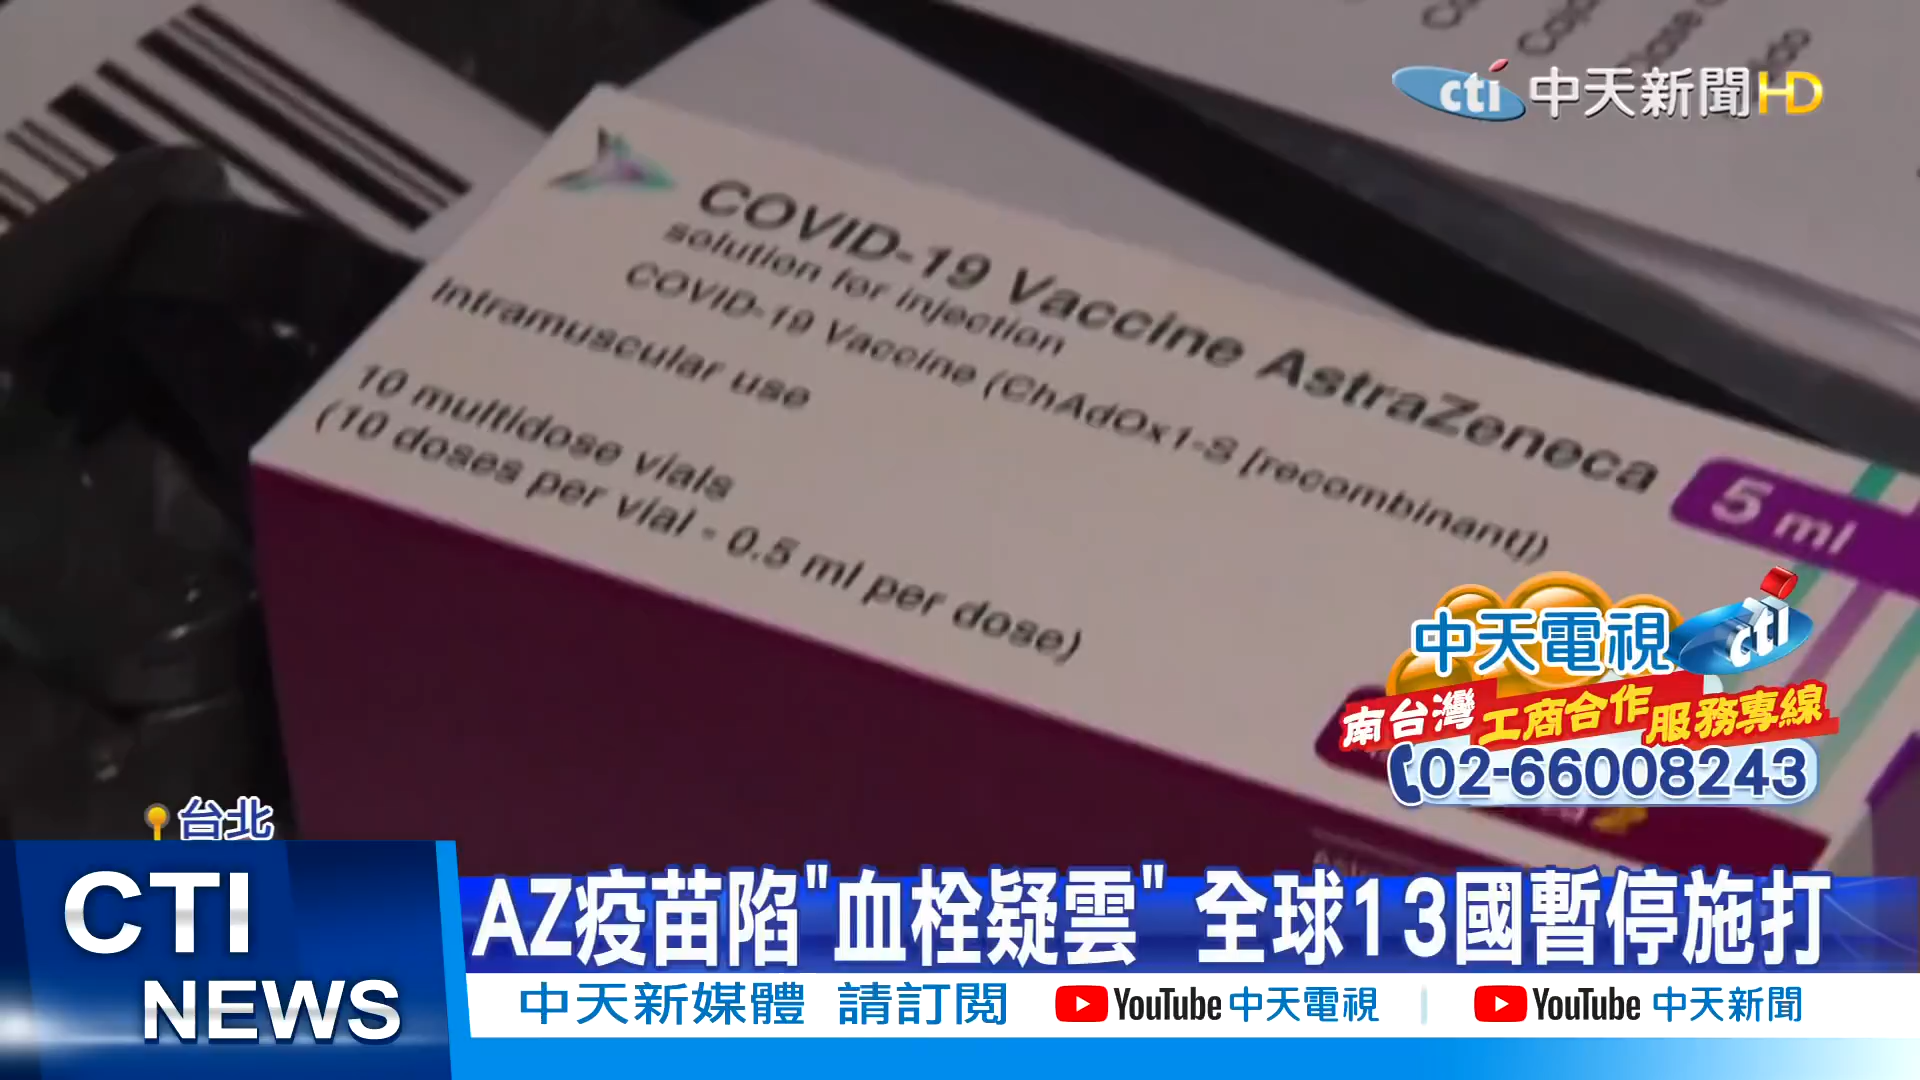 cti 中天新聞HD
COVID-19 Vaccine AstraZeneca
solution for injection
COVID-19 Vaccine (ChAdOx1-S [recombinant])
Intramuscular use
10 multidose vials
(10 doses per vial - 0.5 ml per dose)
5 ml
中天電視 cti
南台灣 工商合作 服務專線
02-66008243
台北
CTI
NEWS
AZ疫苗陷"血栓疑雲" 全球13國暫停施打
中天新媒體 請訂閱 YouTube 中天電視 | YouTube 中天新聞